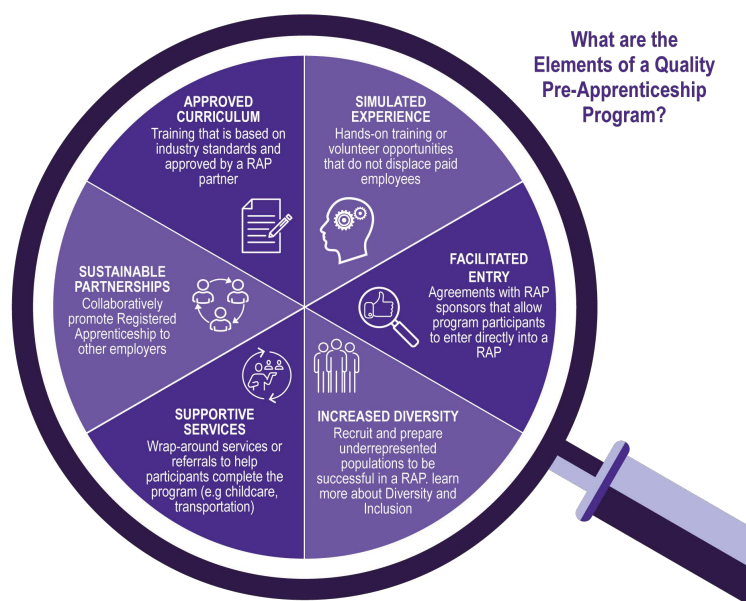 What are the
Elements of a Quality
Pre-Apprenticeship
Program?
APPROVED
CURRICULUM
Training that is based on
industry standards and
approved by a RAP
partner
SIMULATED
EXPERIENCE
Hands-on training or
volunteer opportunities
that do not displace paid
employees
FACILITATED
ENTRY
Agreements with RAP
sponsors that allow
program participants
to enter directly into a
RAP
INCREASED DIVERSITY
Recruit and prepare
underrepresented
populations to be
successful in a RAP. learn
more about Diversity and
Inclusion
SUPPORTIVE
SERVICES
Wrap-around services or
referrals to help
participants complete the
program (e.g childcare,
transportation)
SUSTAINABLE
PARTNERSHIPS
Collaboratively
promote Registered
Apprenticeship to
other employers